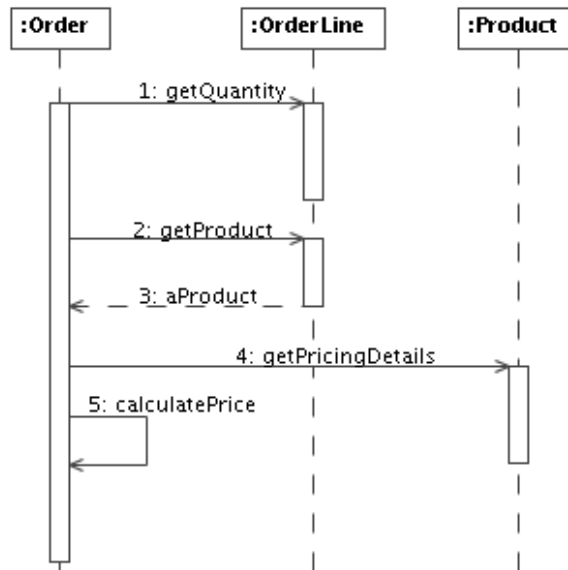 :Order
:OrderLine
:Product
1: getQuantity
2: getProduct
3: aProduct
4: getPricingDetails
5: calculatePrice